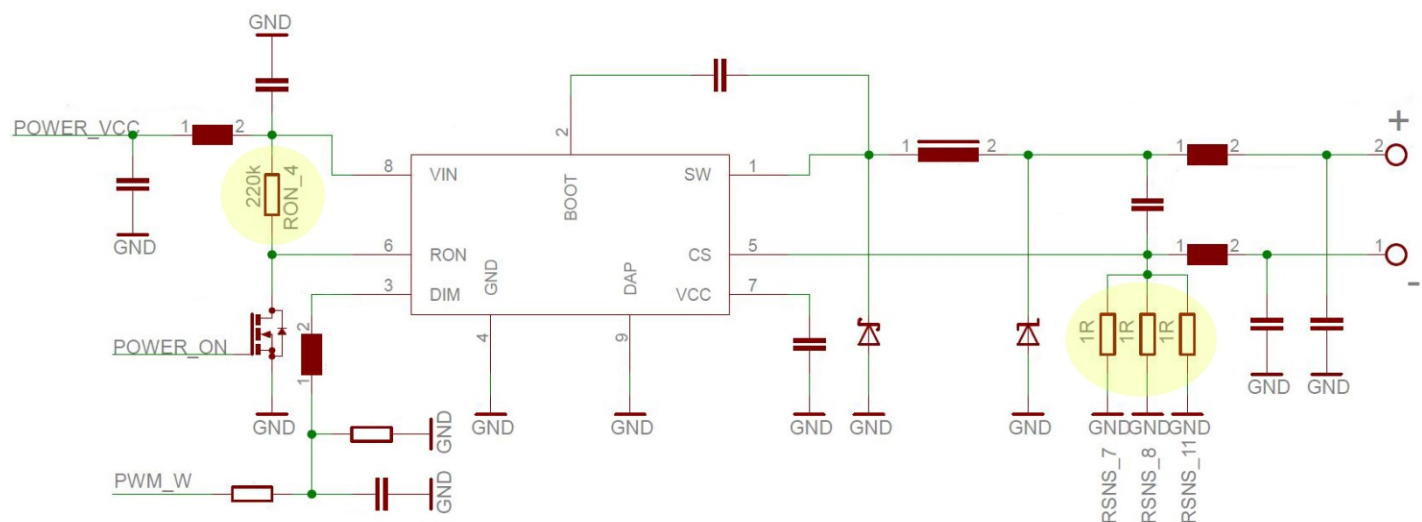 GND
POWER_VCC
1 2
GND
220k
RON_4
8 VIN
6 RON
3 DIM
2
BOOT
GND
4
DAP
9
SW 1
CS 5
VCC 7
1 2
1 2
+
2
1 2
1
-
POWER_ON
GND
2
1
GND
GND
GND
GND
GND
1R
1R
1R
GND GND GND
RSNS_7
RSNS_8
RSNS_11
GND
GND
GND
PWM_W
GND